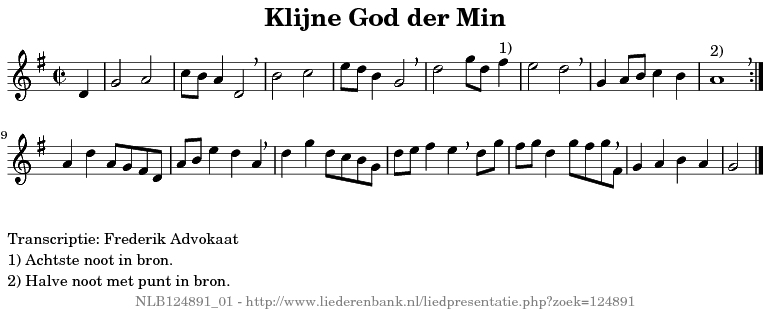 Klijne God der Min
1)
2)
9
Transcriptie: Frederik Advokaat
1) Achtste noot in bron.
2) Halve noot met punt in bron.
NLB124891_01 - http://www.liederenbank.nl/liedpresentatie.php?zoek=124891